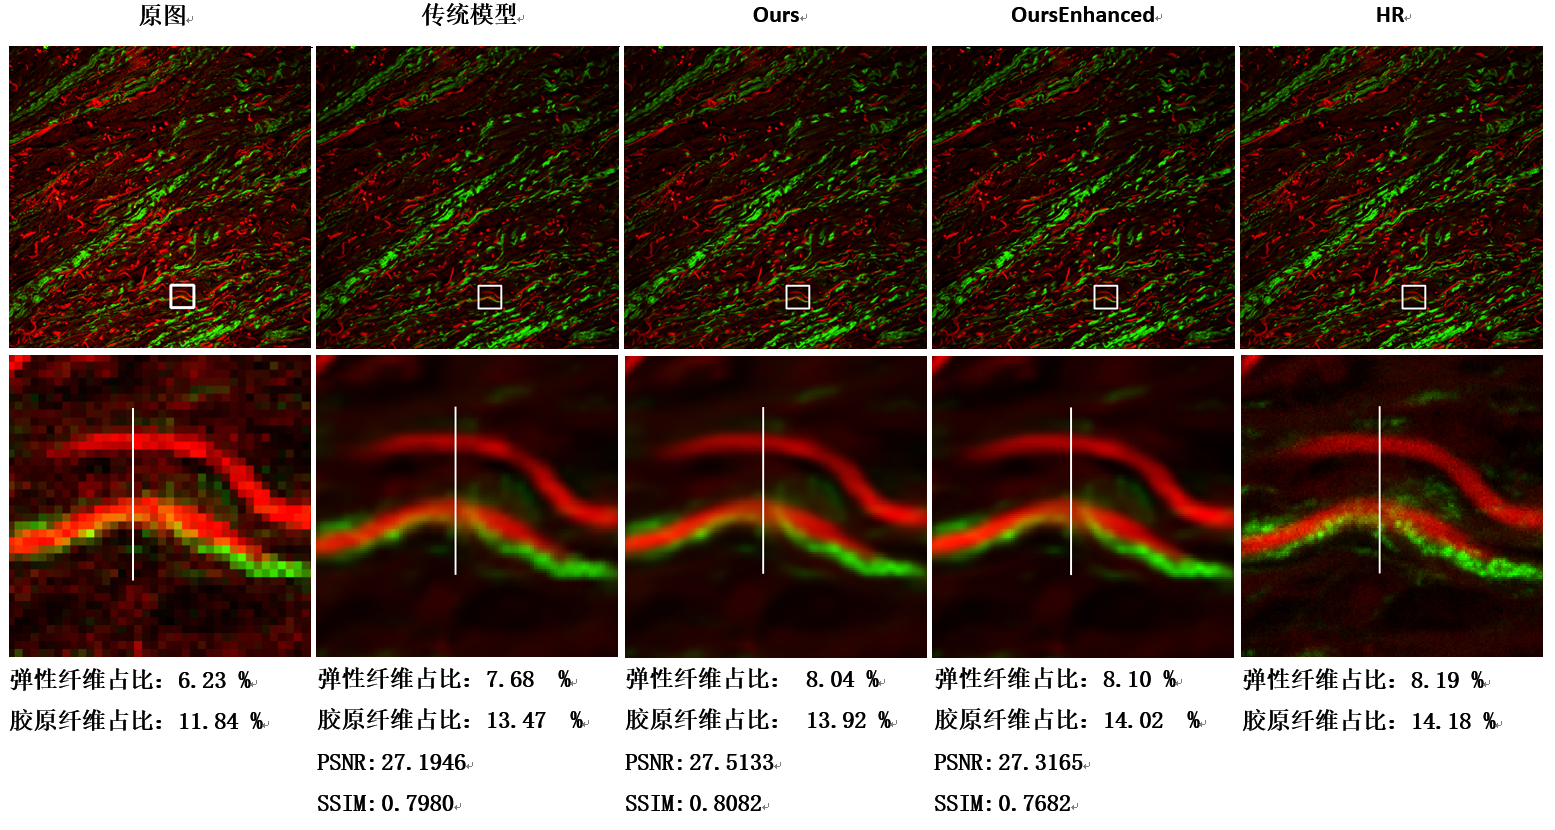 原图 传统模型 Ours OursEnhanced HR
弹性纤维占比：6.23 % 弹性纤维占比：7.68 % 弹性纤维占比： 8.04 % 弹性纤维占比：8.10 % 弹性纤维占比：8.19 %
胶原纤维占比：11.84 % 胶原纤维占比：13.47 % 胶原纤维占比： 13.92 % 胶原纤维占比：14.02 % 胶原纤维占比：14.18 %
PSNR:27.1946 PSNR:27.5133 PSNR:27.3165
SSIM:0.7980 SSIM:0.8082 SSIM:0.7682